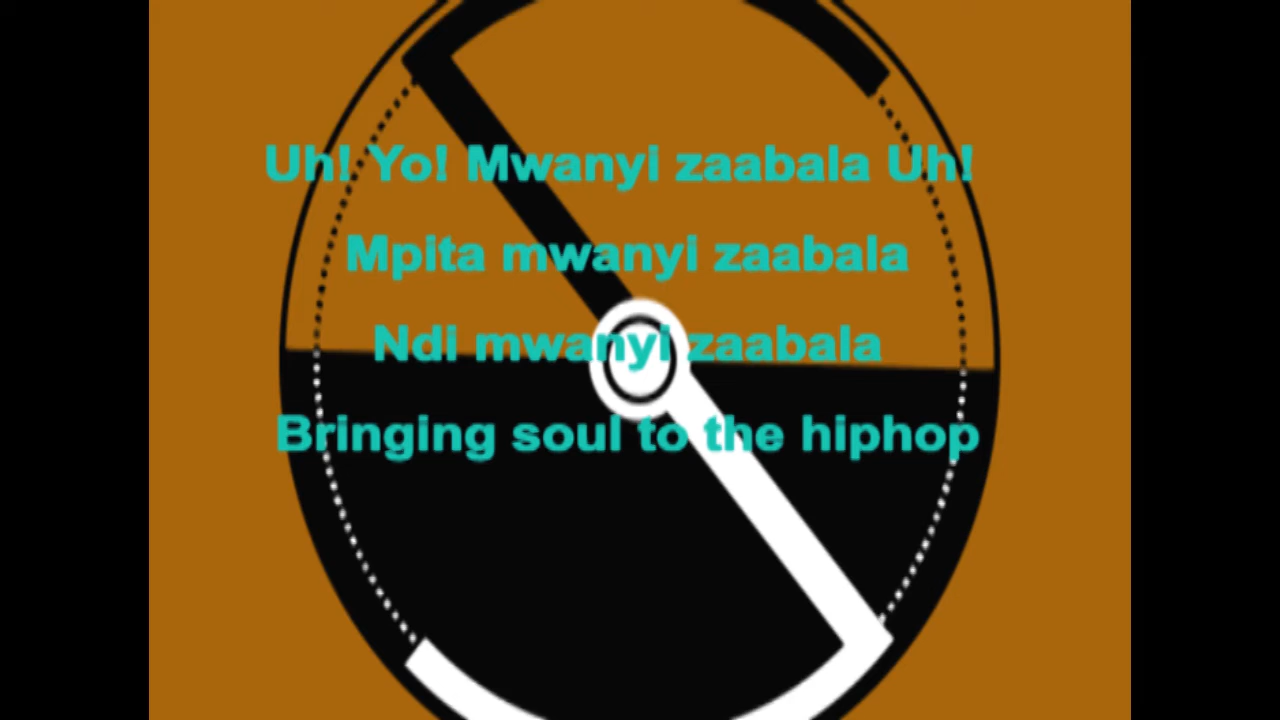 Uh! Yo! Mwanyi zaabala Uh!
Mpita mwanyi zaabala
Ndi mwanyi zaabala
Bringing soul to the hiphop